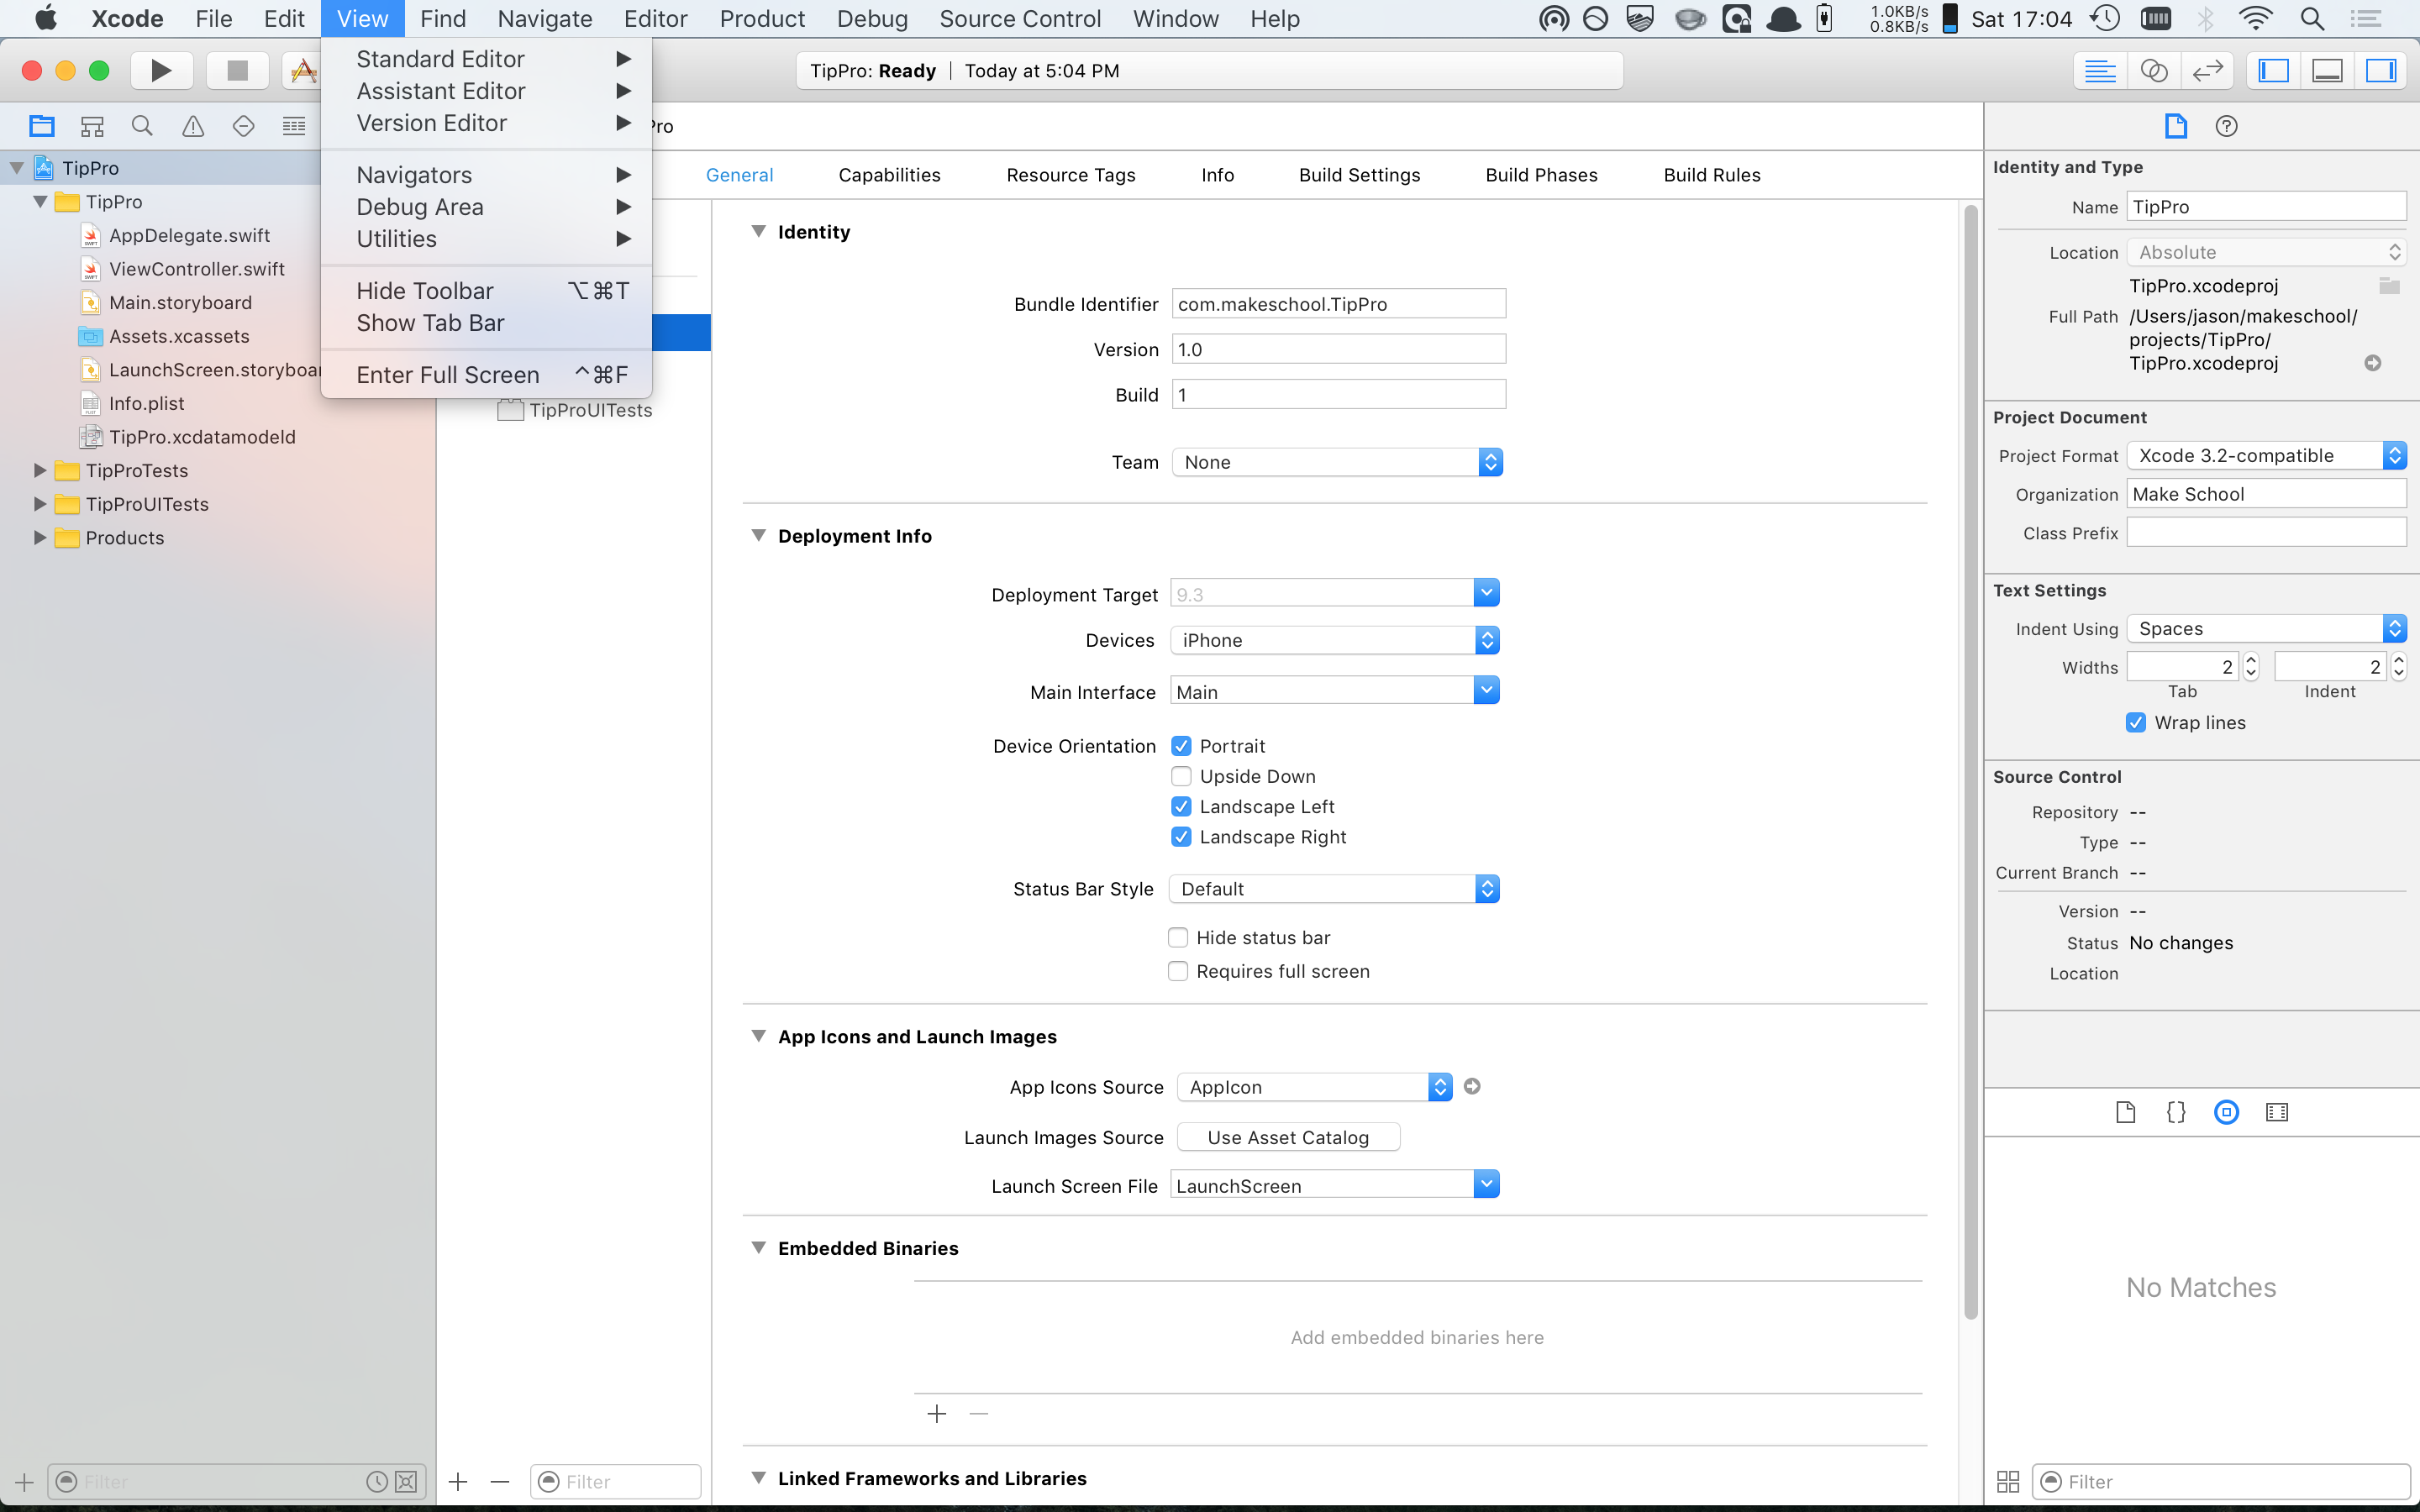 Xcode File Edit View Find Navigate Editor Product Debug Source Control Window Help
1.0KB/s
0.8KB/s
Sat 17:04
TipPro: Ready | Today at 5:04 PM
Standard Editor
Assistant Editor
Version Editor
Navigators
Debug Area
Utilities
Hide Toolbar ⌥⌘T
Show Tab Bar
Enter Full Screen ^⌘F
TipPro
TipPro
AppDelegate.swift
ViewController.swift
Main.storyboard
Assets.xcassets
LaunchScreen.storyboar
Info.plist
TipPro.xcdatamodeld
TipProTests
TipProUITests
Products
Filter
Pro
TipProUITests
Filter
General Capabilities Resource Tags Info Build Settings Build Phases Build Rules
Identity
Bundle Identifier com.makeschool.TipPro
Version 1.0
Build 1
Team None
Deployment Info
Deployment Target 9.3
Devices iPhone
Main Interface Main
Device Orientation Portrait
Upside Down
Landscape Left
Landscape Right
Status Bar Style Default
Hide status bar
Requires full screen
App Icons and Launch Images
App Icons Source AppIcon
Launch Images Source Use Asset Catalog
Launch Screen File LaunchScreen
Embedded Binaries
Add embedded binaries here
Linked Frameworks and Libraries
Identity and Type
Name TipPro
Location Absolute
TipPro.xcodeproj
Full Path /Users/jason/makeschool/
projects/TipPro/
TipPro.xcodeproj
Project Document
Project Format Xcode 3.2-compatible
Organization Make School
Class Prefix
Text Settings
Indent Using Spaces
Widths 2 2
Tab Indent
Wrap lines
Source Control
Repository --
Type --
Current Branch --
Version --
Status No changes
Location
No Matches
Filter